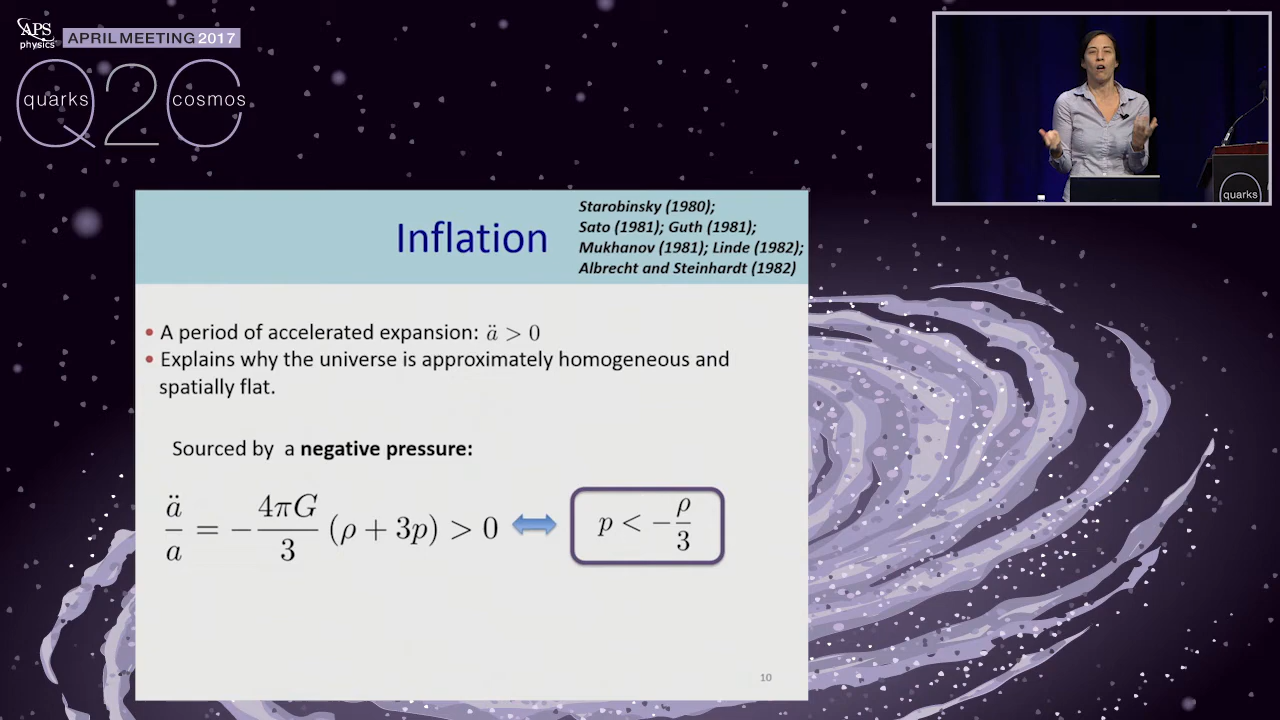 APS
physics
APRIL MEETING 2017
quarks Q2C cosmos
Inflation
Starobinsky (1980);
Sato (1981); Guth (1981);
Mukhanov (1981); Linde (1982);
Albrecht and Steinhardt (1982)
• A period of accelerated expansion: ä > 0
• Explains why the universe is approximately homogeneous and
spatially flat.
Sourced by a negative pressure:
ä/a = −4πG/3 (ρ + 3p) > 0 ⟺ p < −ρ/3
10
quarks